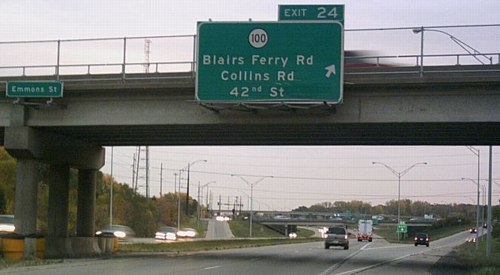 EXIT 24
100
Blairs Ferry Rd
Collins Rd
42nd St
Emmons St